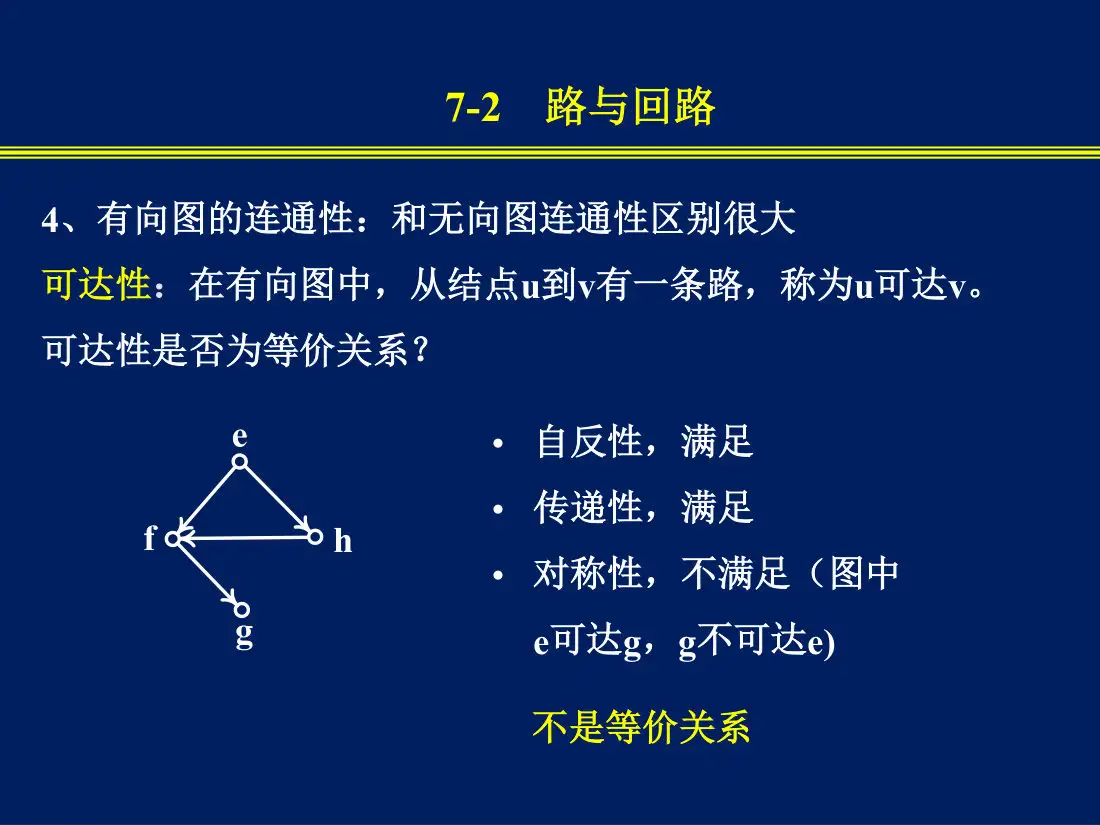 7-2 路与回路
4、有向图的连通性：和无向图连通性区别很大
可达性：在有向图中，从结点u到v有一条路，称为u可达v。
可达性是否为等价关系？
e
f
h
g
• 自反性，满足
• 传递性，满足
• 对称性，不满足（图中
e可达g，g不可达e)
不是等价关系